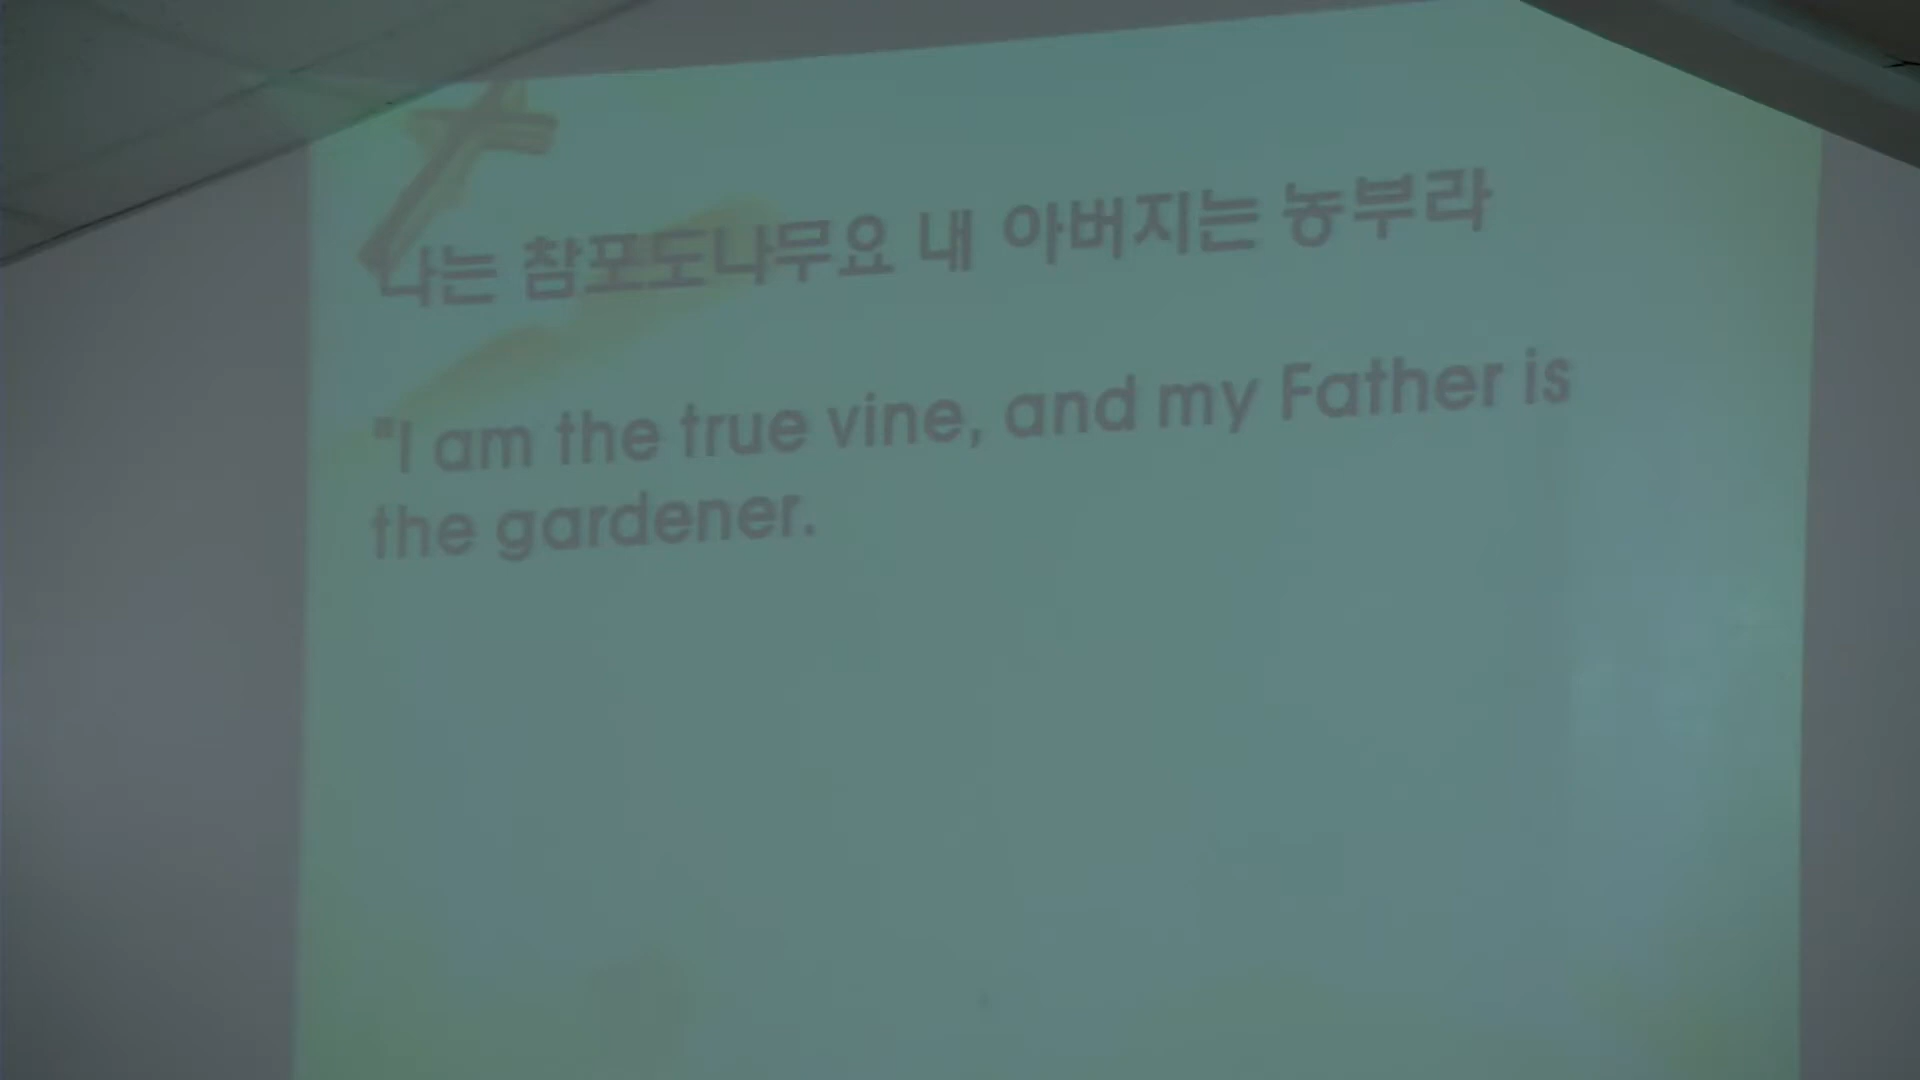 나는 참포도나무요 내 아버지는 농부라
"I am the true vine, and my Father is
the gardener.